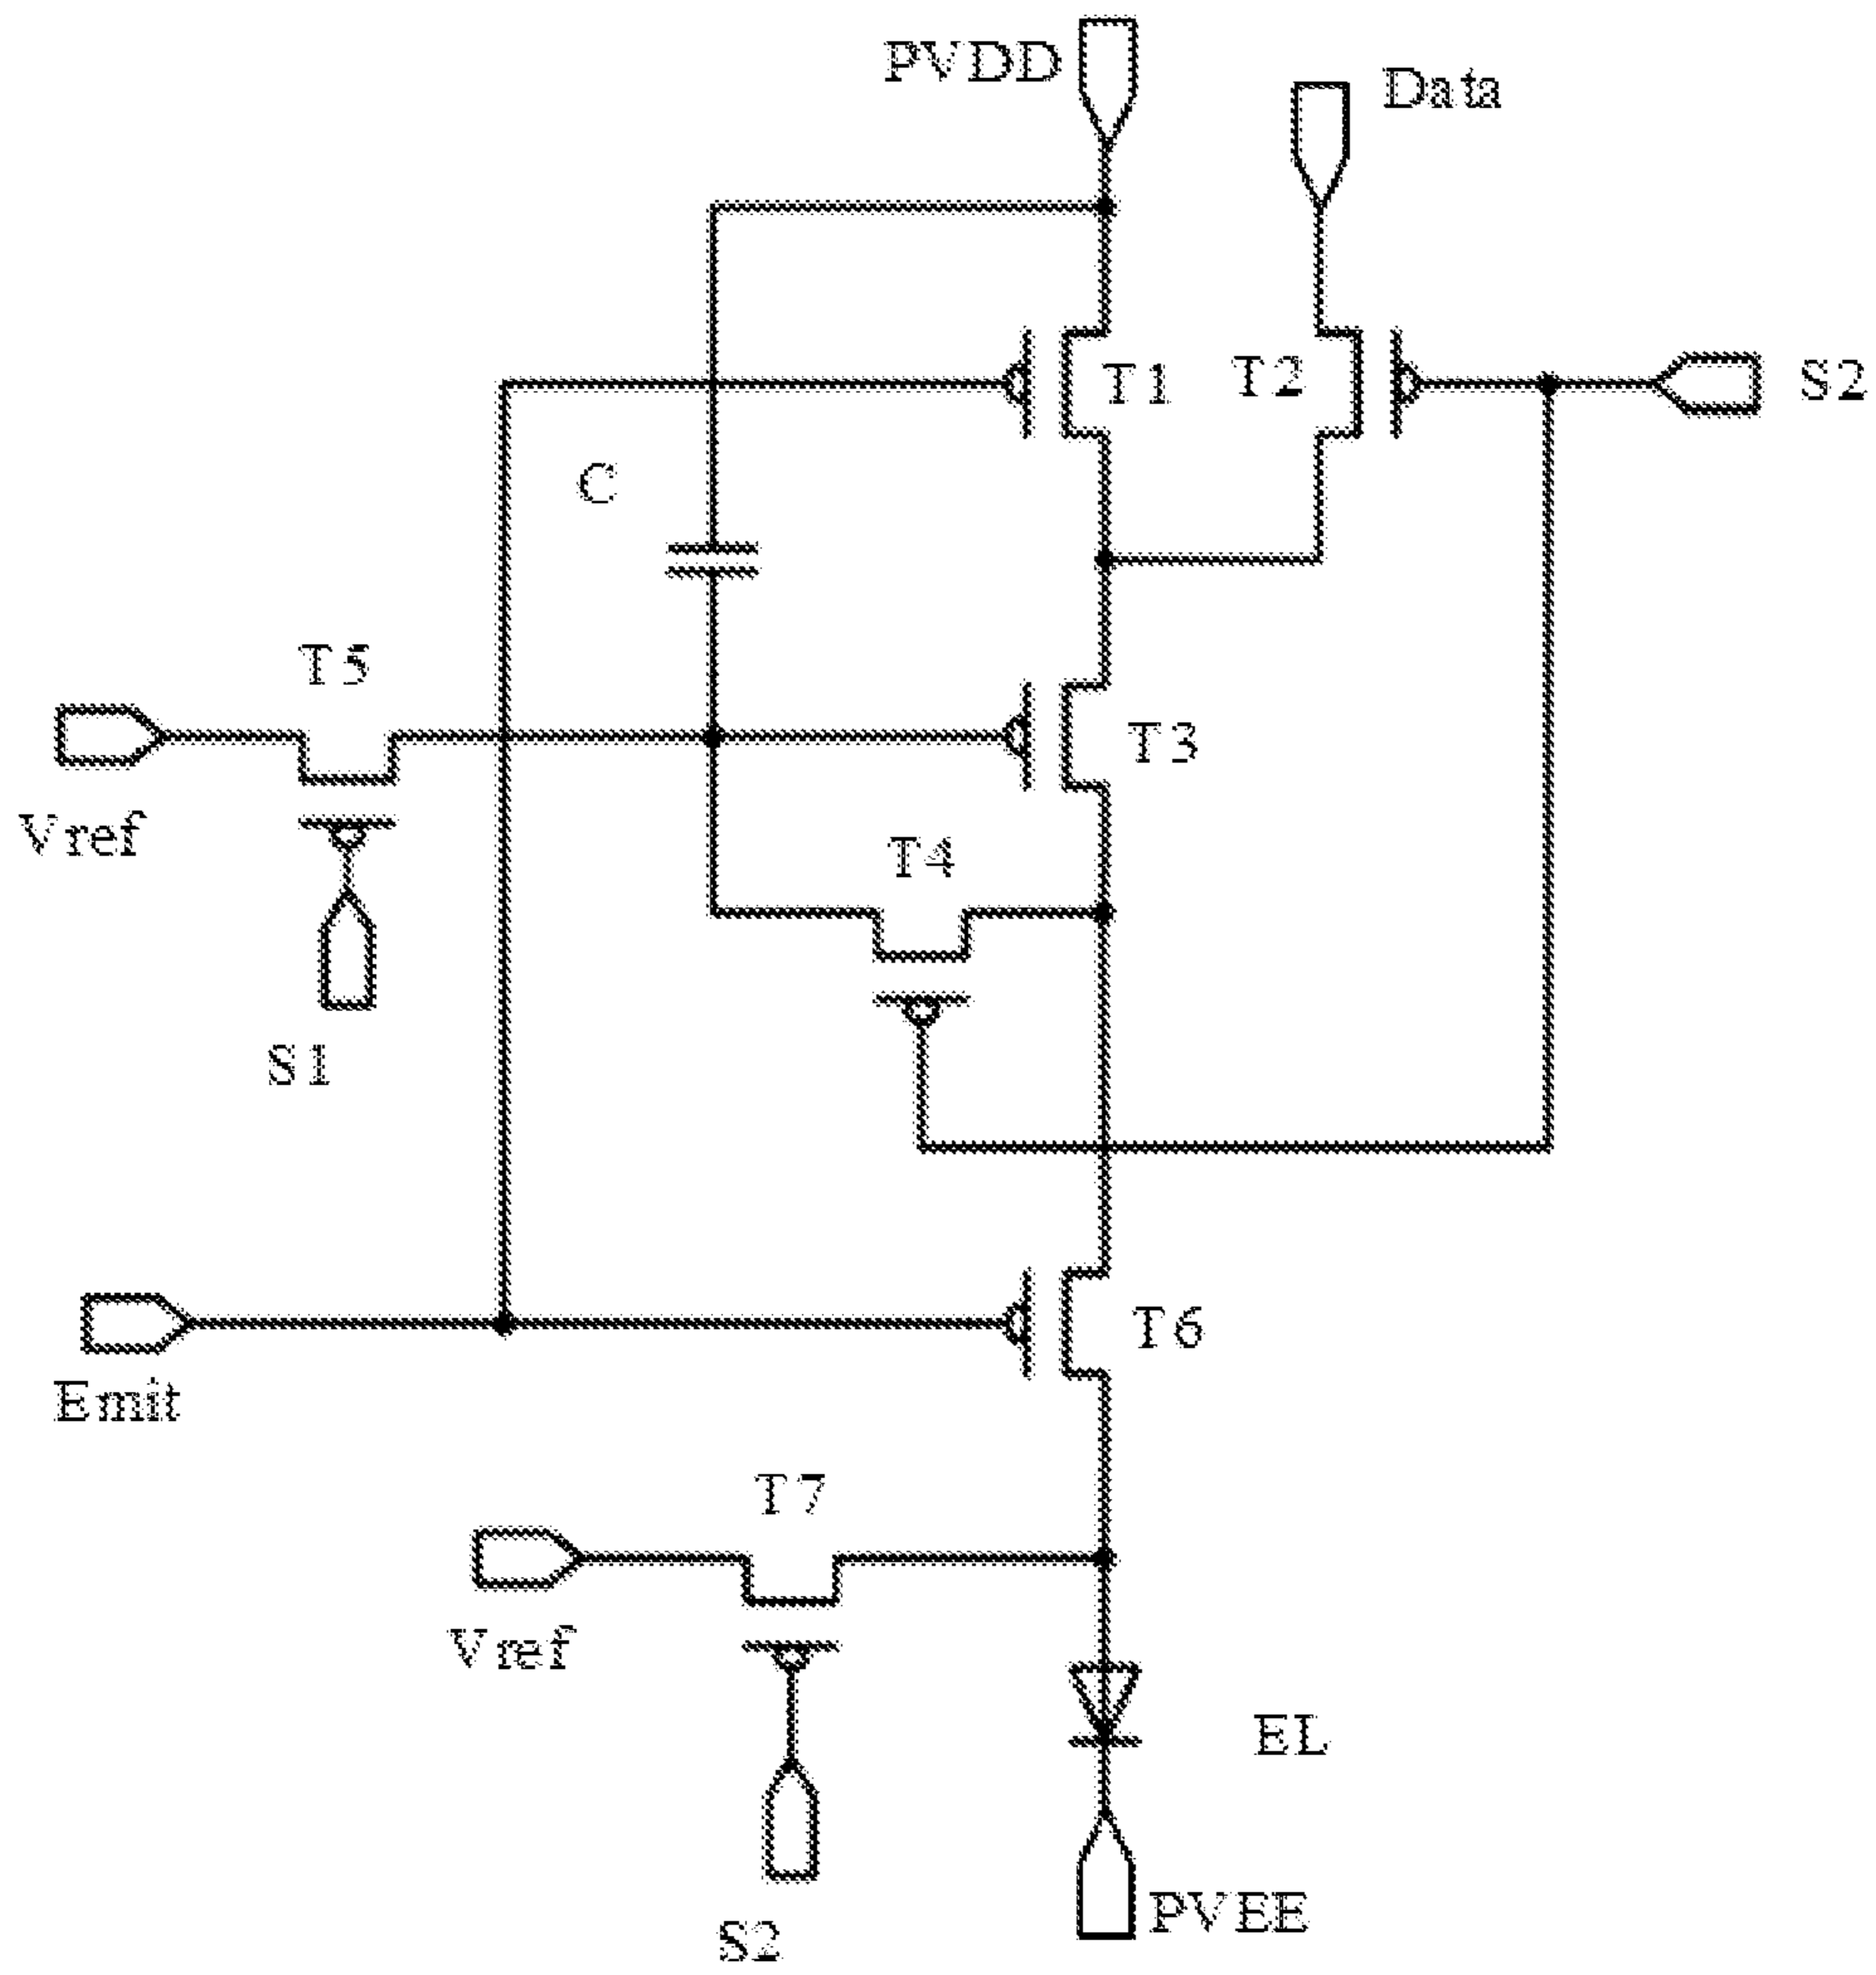 PVDD
Data
T1
T2
S2
C
T5
T3
Vref
T4
S1
T6
Emit
T7
Vref
EL
PVEE
S2